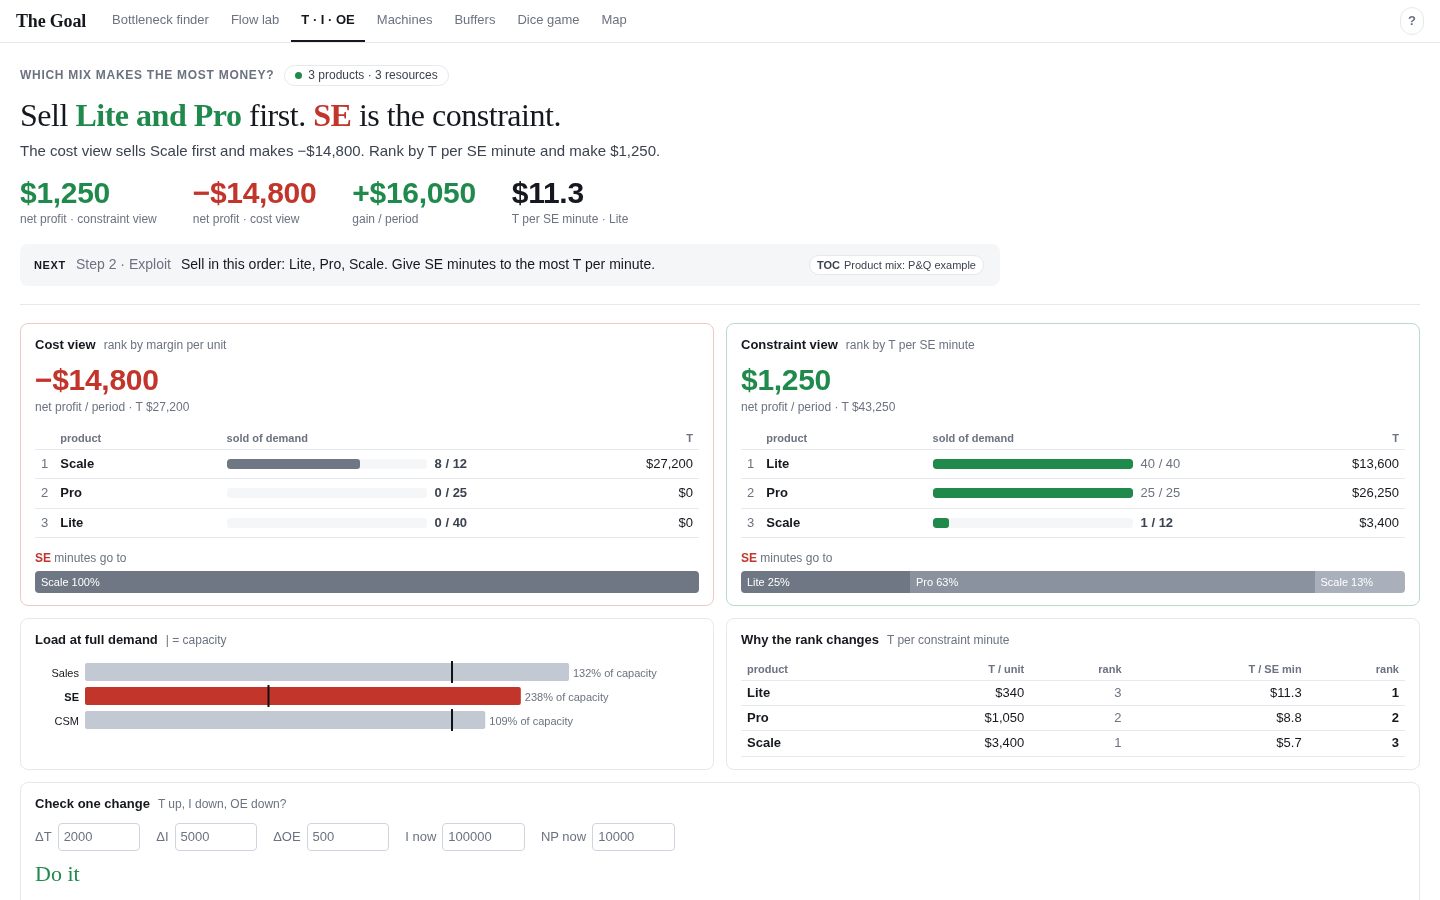 The Goal Bottleneck finder Flow lab T · I · OE Machines Buffers Dice game Map ?
WHICH MIX MAKES THE MOST MONEY? 3 products · 3 resources
Sell Lite and Pro first. SE is the constraint.
The cost view sells Scale first and makes −$14,800. Rank by T per SE minute and make $1,250.
$1,250 −$14,800 +$16,050 $11.3
net profit · constraint view net profit · cost view gain / period T per SE minute · Lite
NEXT Step 2 · Exploit Sell in this order: Lite, Pro, Scale. Give SE minutes to the most T per minute. TOC Product mix: P&Q example
Cost view rank by margin per unit
−$14,800
net profit / period · T $27,200
product sold of demand T
1 Scale 8 / 12 $27,200
2 Pro 0 / 25 $0
3 Lite 0 / 40 $0
SE minutes go to
Scale 100%
Constraint view rank by T per SE minute
$1,250
net profit / period · T $43,250
product sold of demand T
1 Lite 40 / 40 $13,600
2 Pro 25 / 25 $26,250
3 Scale 1 / 12 $3,400
SE minutes go to
Lite 25% Pro 63% Scale 13%
Load at full demand | = capacity
Sales 132% of capacity
SE 238% of capacity
CSM 109% of capacity
Why the rank changes T per constraint minute
product T / unit rank T / SE min rank
Lite $340 3 $11.3 1
Pro $1,050 2 $8.8 2
Scale $3,400 1 $5.7 3
Check one change T up, I down, OE down?
ΔT 2000 ΔI 5000 ΔOE 500 I now 100000 NP now 10000
Do it